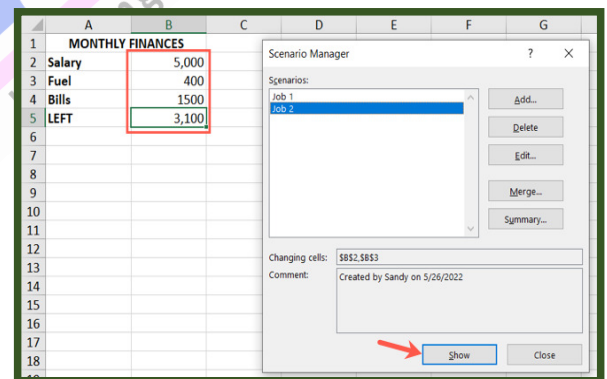 A B C D E F G
1 MONTHLY FINANCES
2 Salary 5,000
3 Fuel 400
4 Bills 1500
5 LEFT 3,100
6
7
8
9
10
11
12
13
14
15
16
17
18
Scenario Manager ? X
Scenarios:
Job 1
Job 2
Add...
Delete
Edit...
Merge...
Summary...
Changing cells: $B$2,$B$3
Comment: Created by Sandy on 5/26/2022
Show Close